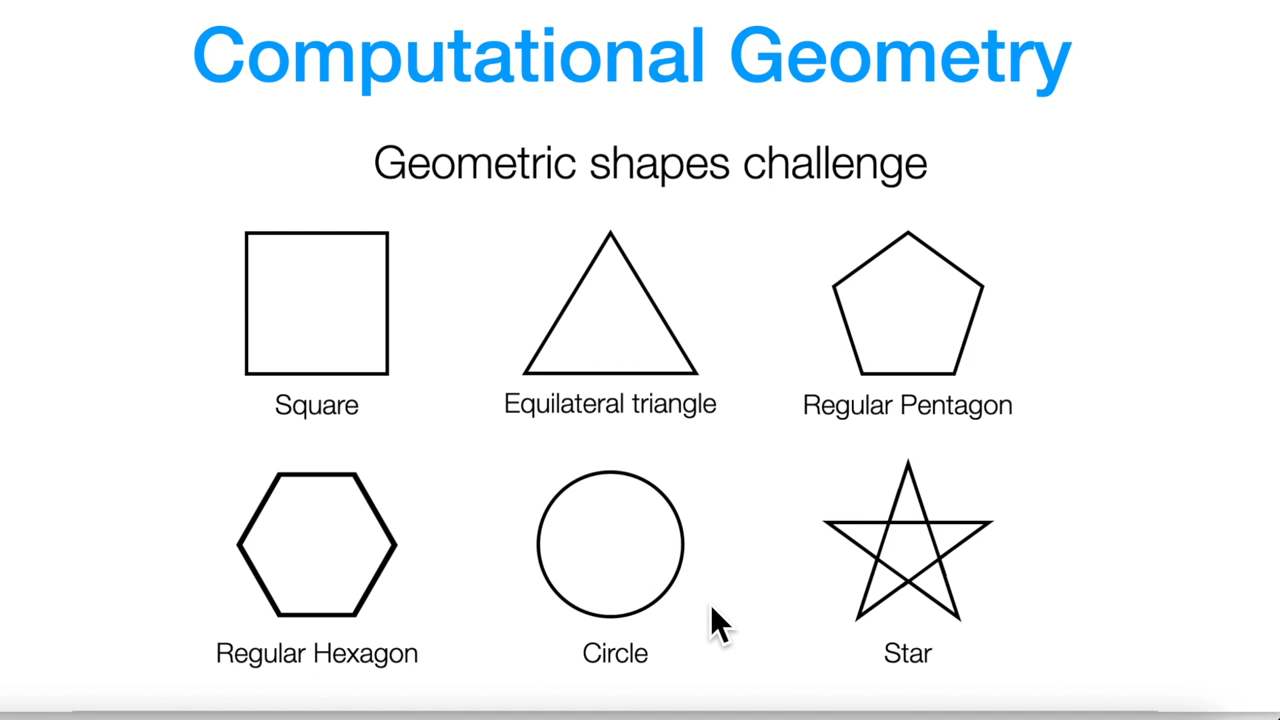 Computational Geometry
Geometric shapes challenge
Square
Equilateral triangle
Regular Pentagon
Regular Hexagon
Circle
Star